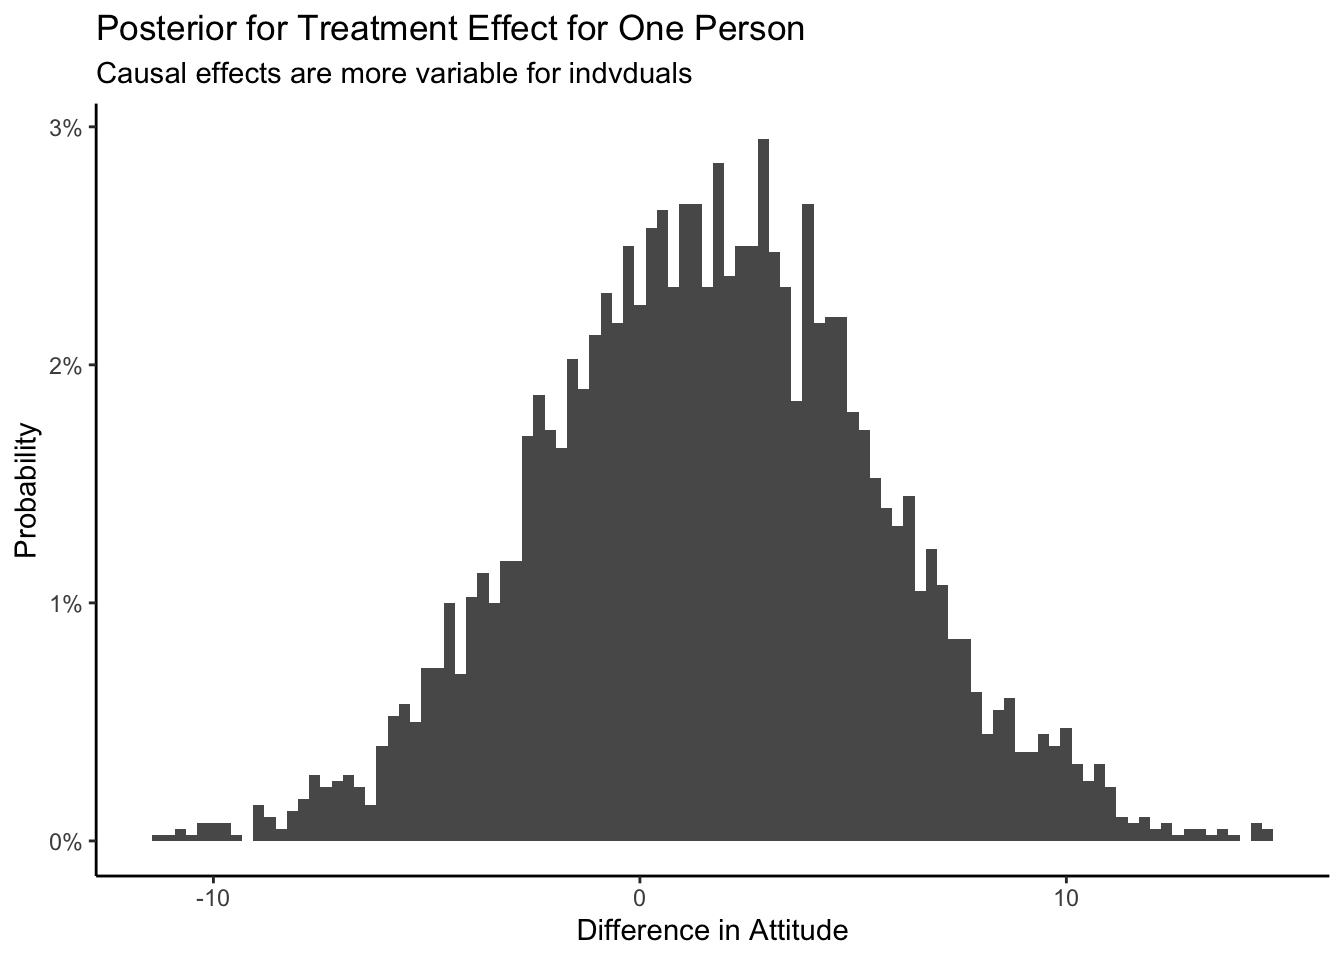 Posterior for Treatment Effect for One Person
Causal effects are more variable for indvduals
3%
2%
1%
0%
Probability
-10
0
10
Difference in Attitude